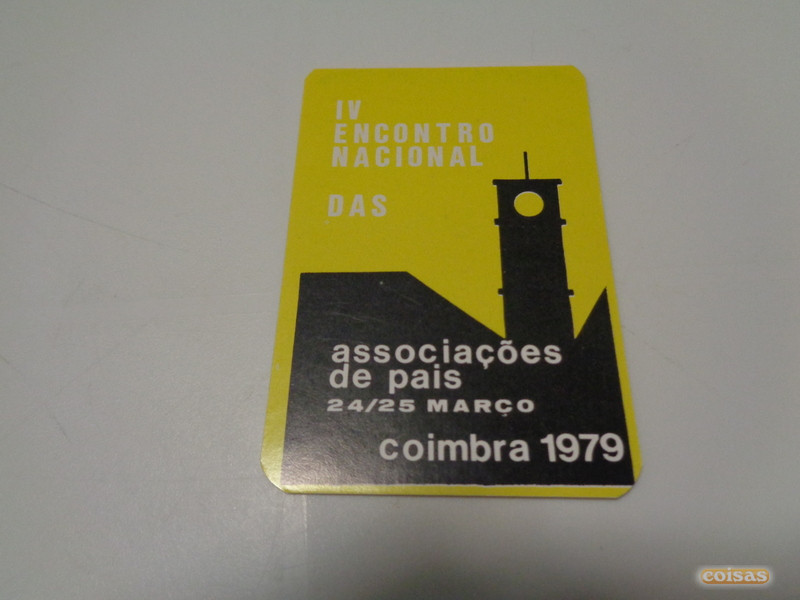 IV
ENCONTRO
NACIONAL
DAS
associações
de pais
24/25 MARÇO
coimbra 1979
coisas